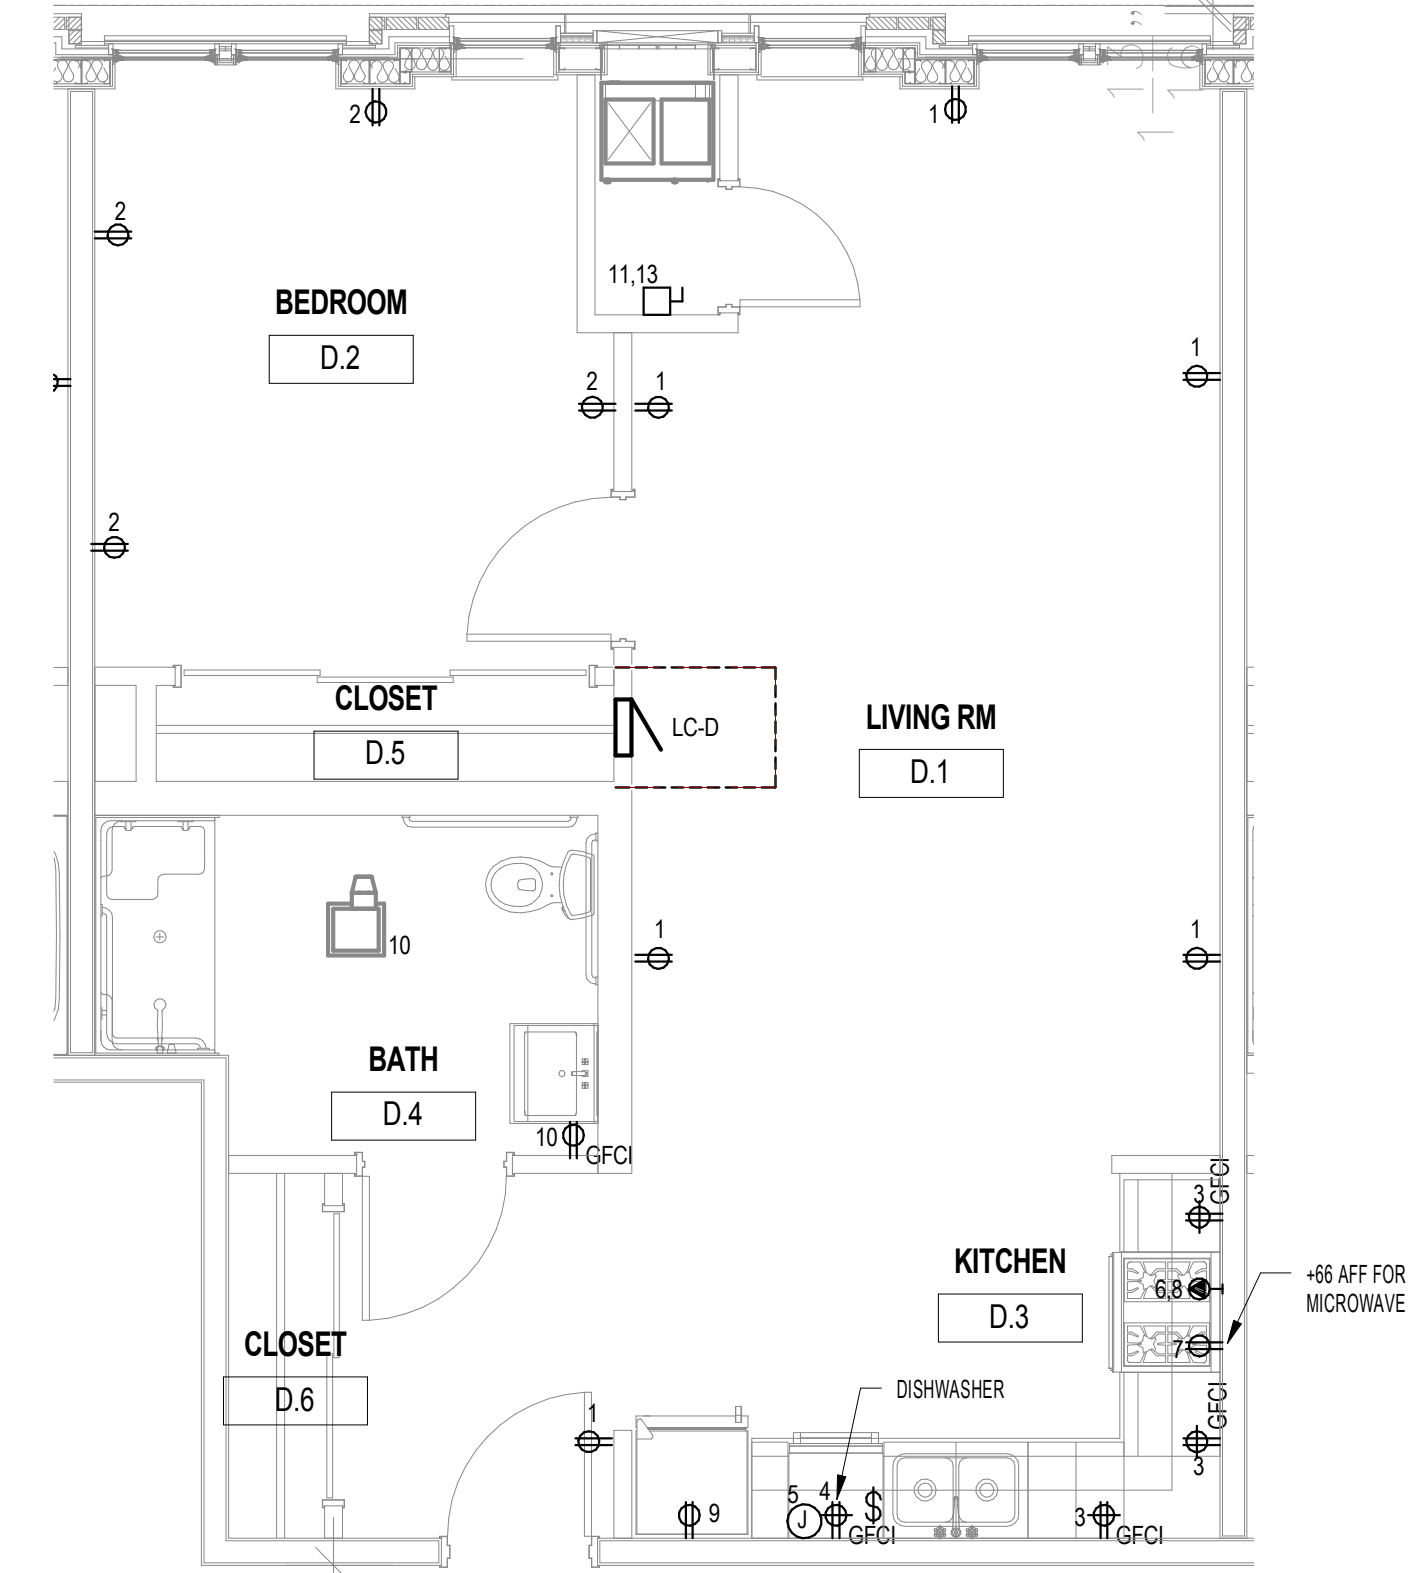 2
1
2
11,13
BEDROOM
D.2
1
2
1
2
CLOSET
D.5
LC-D
LIVING RM
D.1
10
1
1
BATH
D.4
10
GFCI
GFCI
3
KITCHEN
D.3
6,8
+66 AFF FOR
MICROWAVE
7
CLOSET
D.6
DISHWASHER
GFCI
1
3
9
5
J
4
$
GFCI
3
GFCI